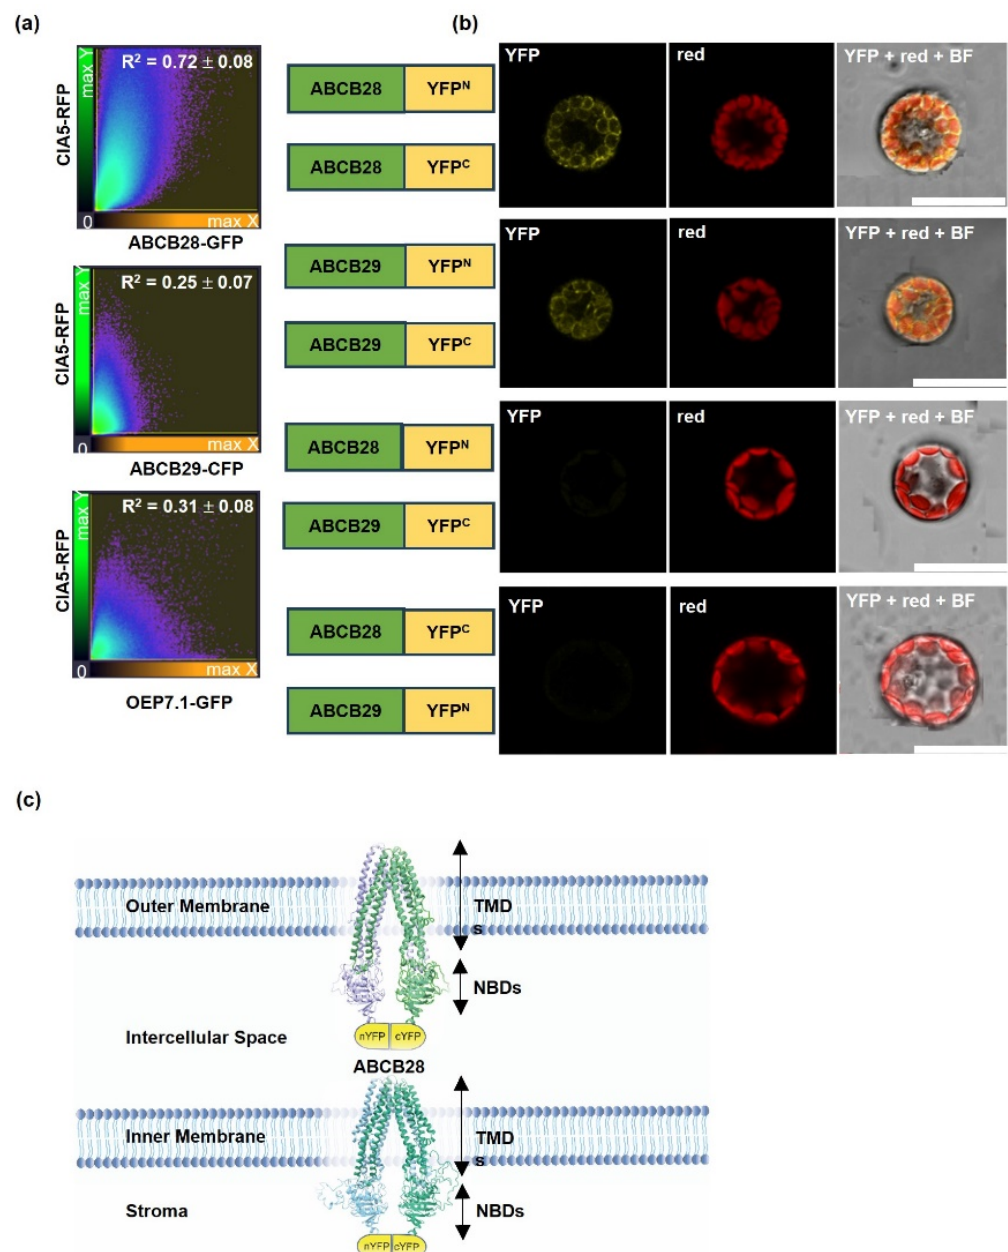 (a)
max Y
CIA5-RFP
R² = 0.72 ± 0.08
0
max X
ABCB28-GFP
max Y
CIA5-RFP
R² = 0.25 ± 0.07
0
max X
ABCB29-CFP
max Y
CIA5-RFP
R² = 0.31 ± 0.08
0
max X
OEP7.1-GFP
(b)
ABCB28 YFPᴺ
ABCB28 YFPᶜ
YFP
red
YFP + red + BF
ABCB29 YFPᴺ
ABCB29 YFPᶜ
YFP
red
YFP + red + BF
ABCB28 YFPᴺ
ABCB29 YFPᶜ
YFP
red
YFP + red + BF
ABCB28 YFPᶜ
ABCB29 YFPᴺ
YFP
red
YFP + red + BF
(c)
Outer Membrane
TMD
s
NBDs
Intercellular Space
nYFP cYFP
ABCB28
Inner Membrane
TMD
s
Stroma
NBDs
nYFP cYFP